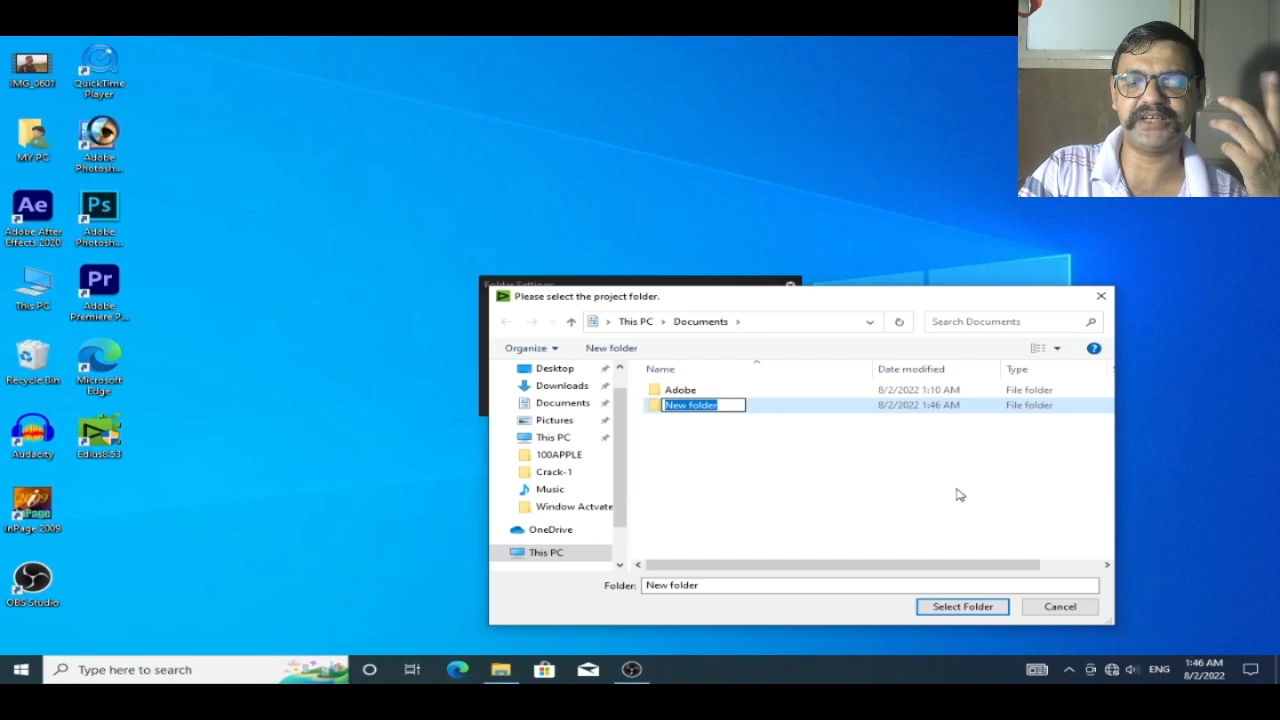 IMG_0601
QuickTime
Player
MY PC
Adobe
Photosh...
Ae
Adobe After
Effects 2020
Ps
Adobe
Photosh...
This PC
Pr
Adobe
Premiere P...
Recycle Bin
Microsoft
Edge
Audacity
Edius8.53
2009
InPage 2009
OBS Studio
Folder Settings
Please select the project folder.
This PC > Documents >
Search Documents
Organize
New folder
Desktop
Downloads
Documents
Pictures
This PC
100APPLE
Crack-1
Music
Window Actvate
OneDrive
This PC
Name Date modified Type
Adobe 8/2/2022 1:10 AM File folder
New folder 8/2/2022 1:46 AM File folder
Folder: New folder
Select Folder Cancel
Type here to search
ENG
1:46 AM
8/2/2022